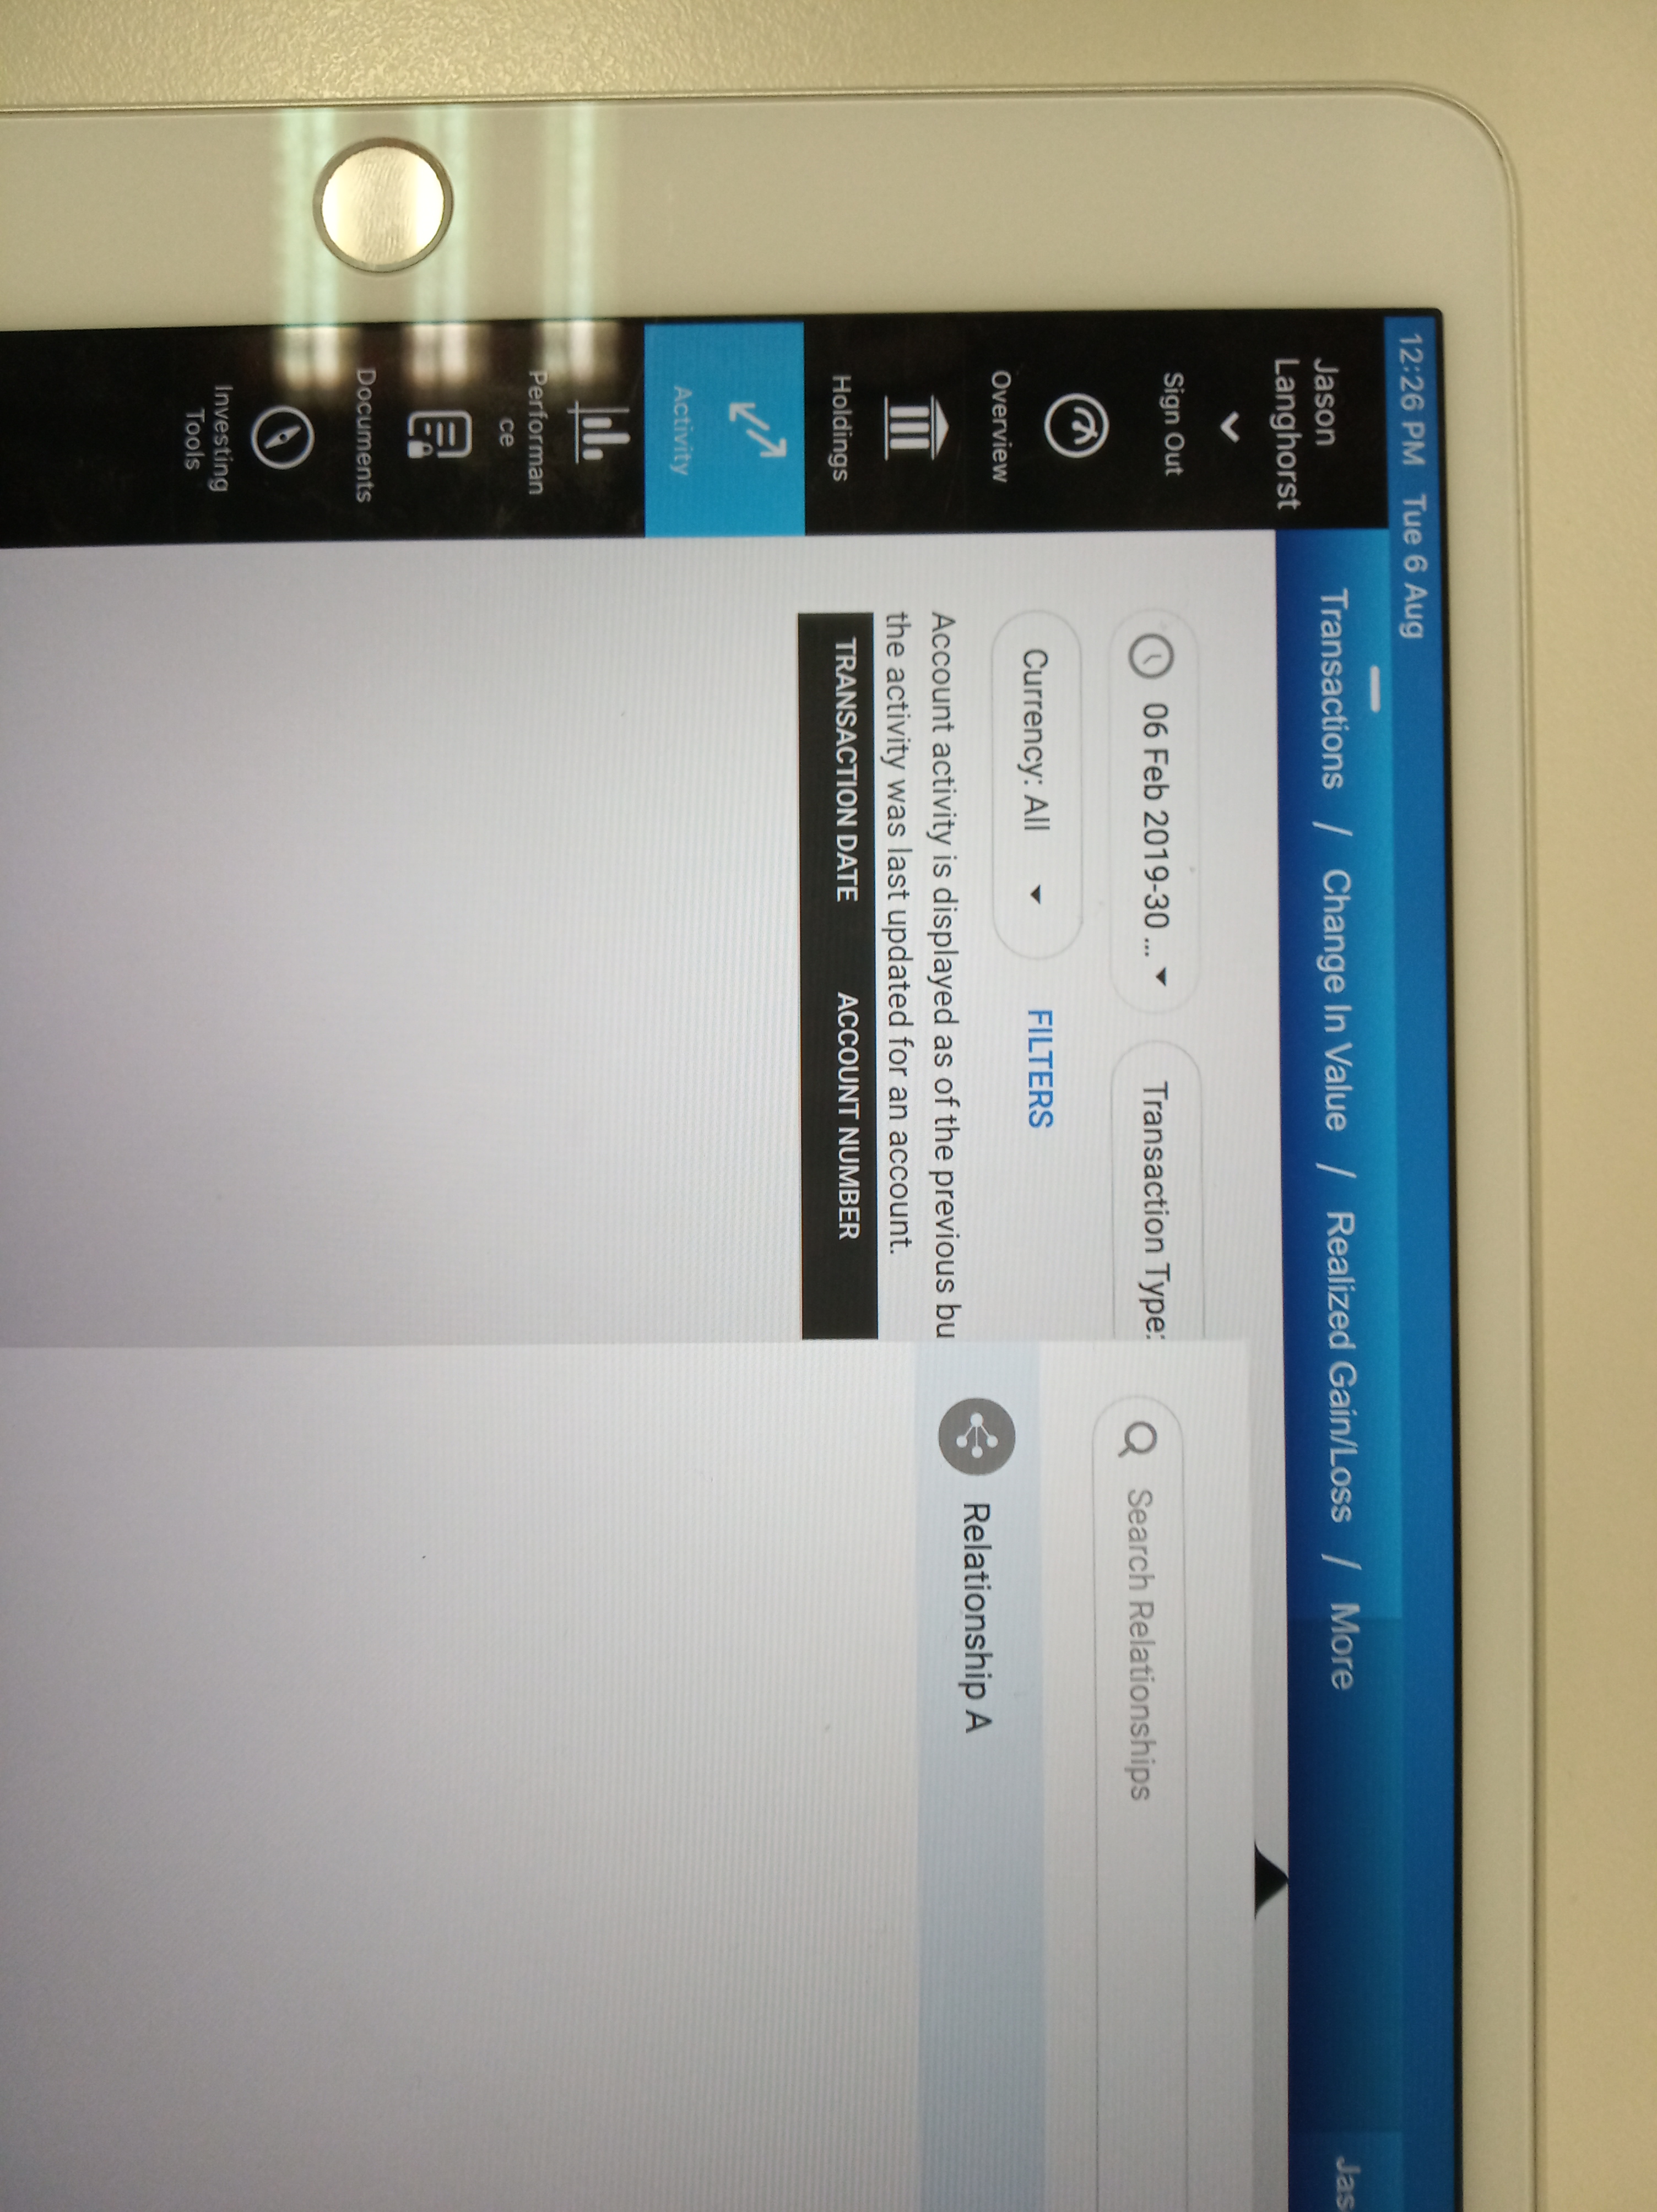 12:26 PM Tue 6 Aug
Jason
Langhorst
Sign Out
Overview
Holdings
Activity
Performan
ce
Documents
Investing
Tools
Transactions / Change In Value / Realized Gain/Loss / More
Jas
06 Feb 2019-30 ...
Transaction Type:
Currency: All
FILTERS
Account activity is displayed as of the previous bu
the activity was last updated for an account.
TRANSACTION DATE ACCOUNT NUMBER
Search Relationships
Relationship A